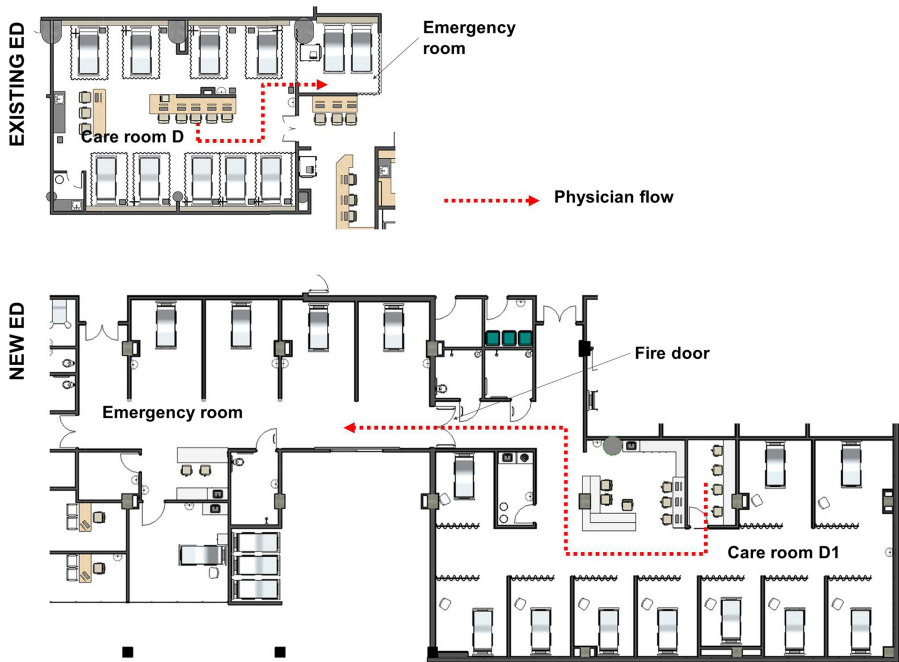 EXISTING ED
Emergency
room
Care room D
Physician flow
NEW ED
Fire door
Emergency room
Care room D1